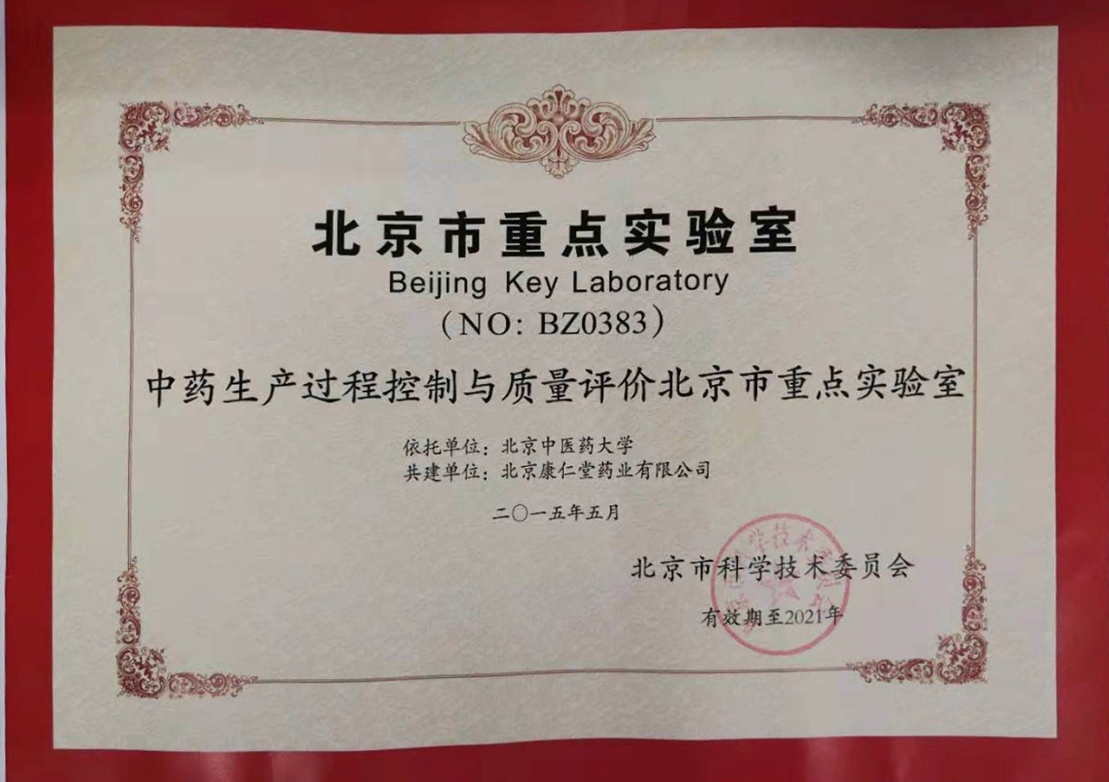 北京市重点实验室
Beijing Key Laboratory
（NO：BZ0383）
中药生产过程控制与质量评价北京市重点实验室
依托单位：北京中医药大学
共建单位：北京康仁堂药业有限公司
二〇一五年五月
北京市科学技术委员会
有效期至2021年